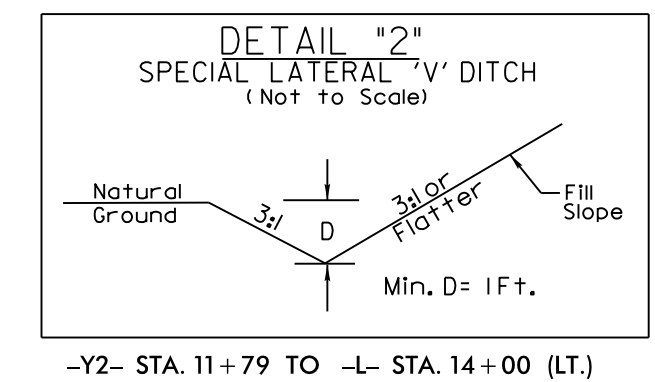 DETAIL "2"
SPECIAL LATERAL 'V' DITCH
(Not to Scale)
Natural
Ground
3:1
D
3:1 or
Flatter
Fill
Slope
Min. D= 1Ft.
–Y2– STA. 11+79 TO –L– STA. 14+00 (LT.)